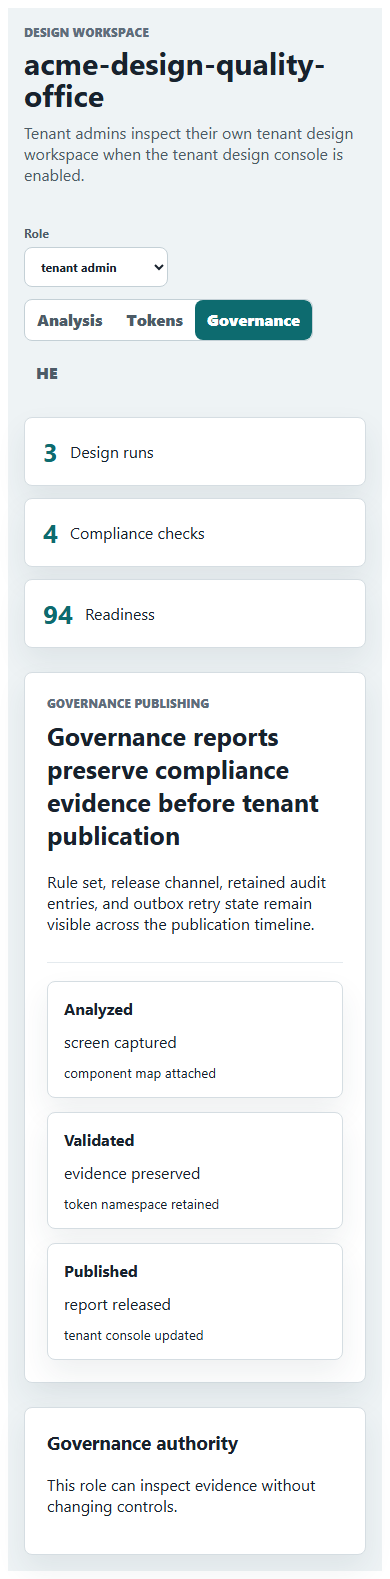 DESIGN WORKSPACE
acme-design-quality-
office
Tenant admins inspect their own tenant design
workspace when the tenant design console is
enabled.
Role
tenant admin
Analysis Tokens Governance
HE
3 Design runs
4 Compliance checks
94 Readiness
GOVERNANCE PUBLISHING
Governance reports
preserve compliance
evidence before tenant
publication
Rule set, release channel, retained audit
entries, and outbox retry state remain
visible across the publication timeline.
Analyzed
screen captured
component map attached
Validated
evidence preserved
token namespace retained
Published
report released
tenant console updated
Governance authority
This role can inspect evidence without
changing controls.